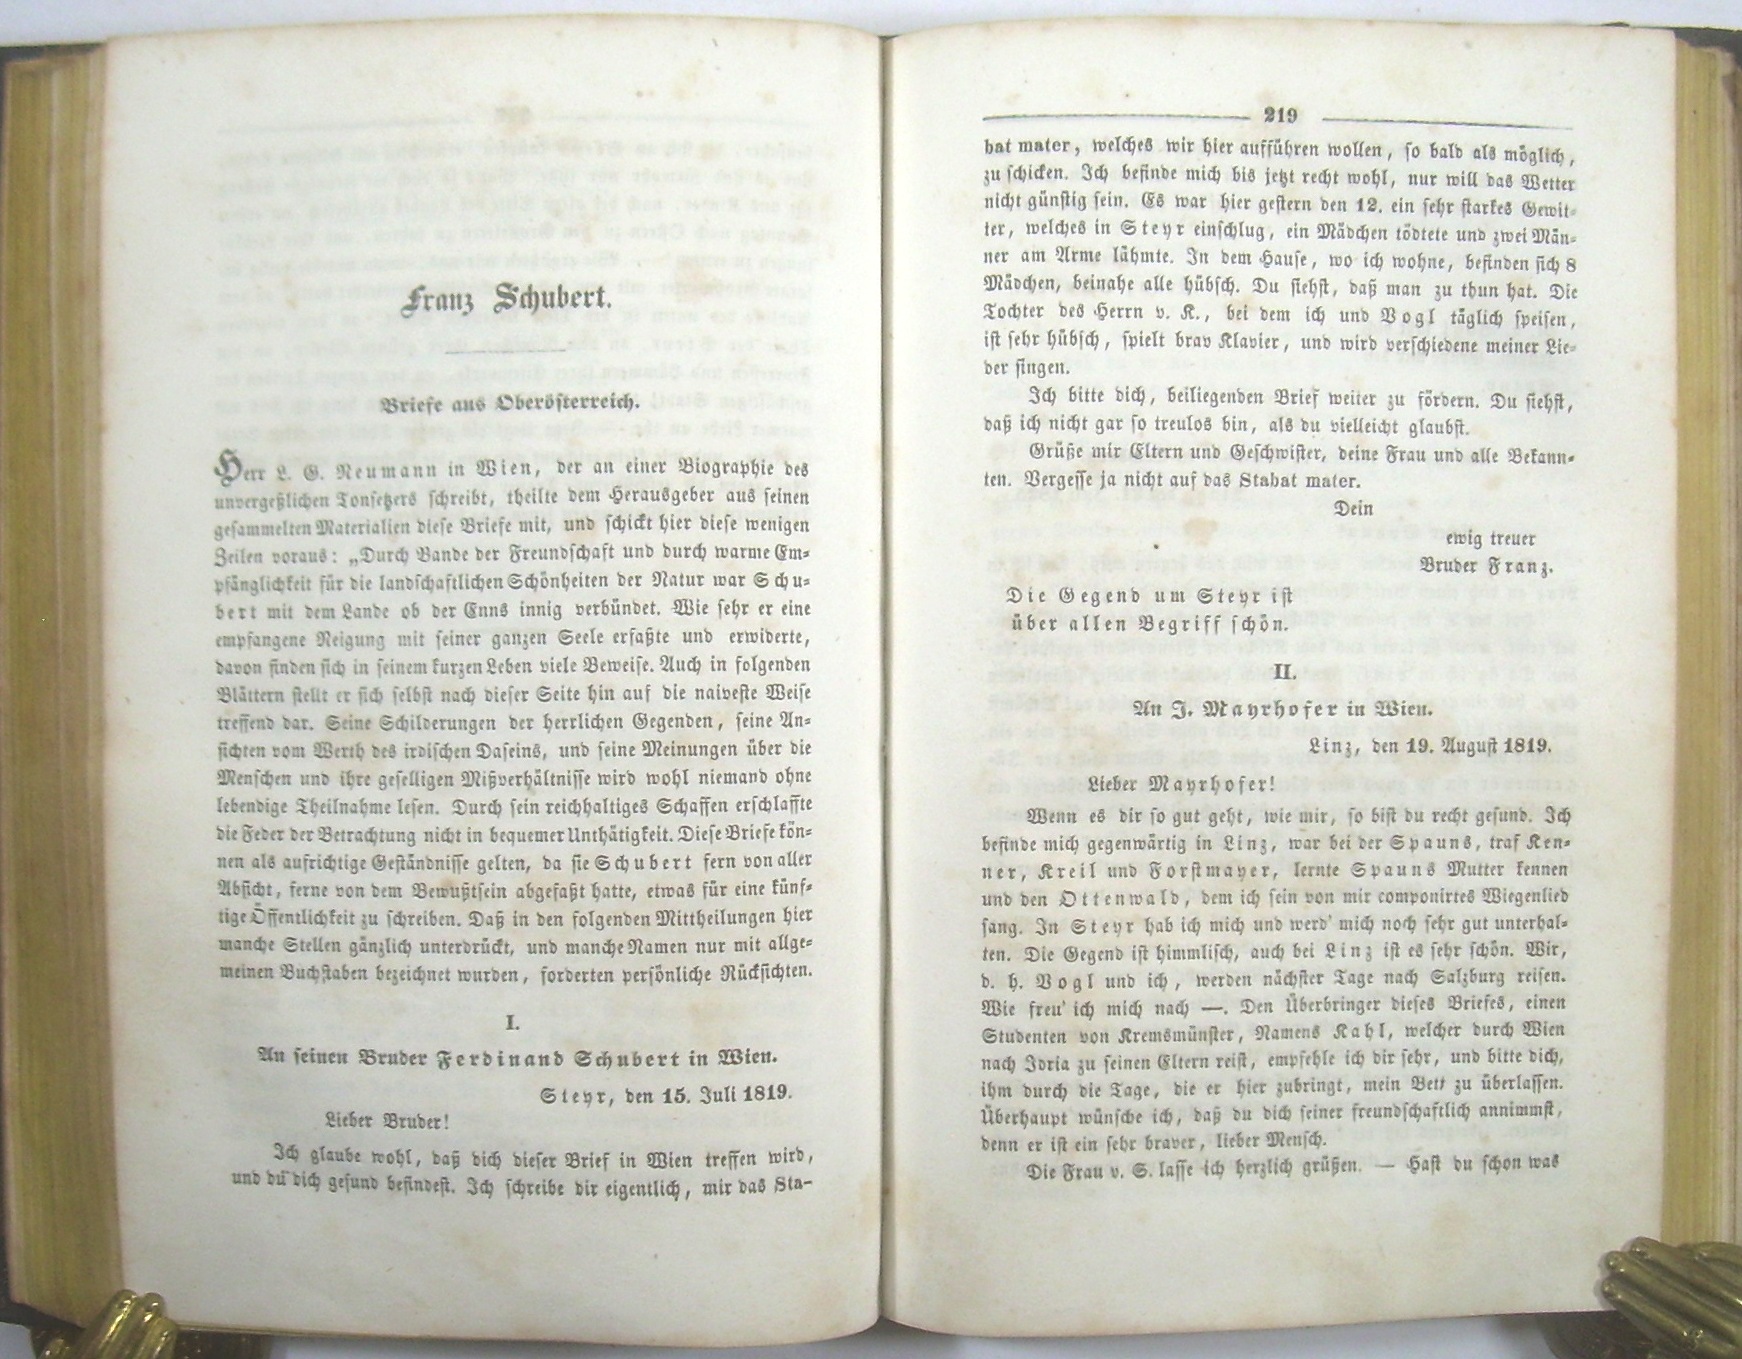 Franz Schubert.
Briefe aus Oberösterreich.
Herr L. G. Neumann in Wien, der an einer Biographie des
unvergeßlichen Tonsetzers schreibt, theilte dem Herausgeber aus seinen
gesammelten Materialien diese Briefe mit, und schickt hier diese wenigen
Zeilen voraus: „Durch Bande der Freundschaft und durch warme Em-
pfänglichkeit für die landschaftlichen Schönheiten der Natur war Schu-
bert mit dem Lande ob der Enns innig verbündet. Wie sehr er eine
empfangene Neigung mit seiner ganzen Seele erfaßte und erwiderte,
davon finden sich in seinem kurzen Leben viele Beweise. Auch in folgenden
Blättern stellt er sich selbst nach dieser Seite hin auf die naiveste Weise
treffend dar. Seine Schilderungen der herrlichen Gegenden, seine An-
sichten vom Werth des irdischen Daseins, und seine Meinungen über die
Menschen und ihre geselligen Mißverhältnisse wird wohl niemand ohne
lebendige Theilnahme lesen. Durch sein reichhaltiges Schaffen erschlaffte
die Feder der Betrachtung nicht in bequemer Unthätigkeit. Diese Briefe kön-
nen als aufrichtige Geständnisse gelten, da sie Schubert fern von aller
Absicht, ferne von dem Bewußtsein abgefaßt hatte, etwas für eine künf-
tige Öffentlichkeit zu schreiben. Daß in den folgenden Mittheilungen hier
manche Stellen gänzlich unterdrückt, und manche Namen nur mit allge-
meinen Buchstaben bezeichnet wurden, forderten persönliche Rücksichten.
I.
An seinen Bruder Ferdinand Schubert in Wien.
Steyr, den 15. Juli 1819.
Lieber Bruder!
Ich glaube wohl, daß dich dieser Brief in Wien treffen wird,
und du dich gesund befindest. Ich schreibe dir eigentlich, mir das Sta-
219
bat mater, welches wir hier aufführen wollen, so bald als möglich,
zu schicken. Ich befinde mich bis jetzt recht wohl, nur will das Wetter
nicht günstig sein. Es war hier gestern den 12. ein sehr starkes Gewit-
ter, welches in Steyr einschlug, ein Mädchen tödtete und zwei Män-
ner am Arme lähmte. In dem Hause, wo ich wohne, befinden sich 8
Mädchen, beinahe alle hübsch. Du siehst, daß man zu thun hat. Die
Tochter des Herrn v. K., bei dem ich und Vogl täglich speisen,
ist sehr hübsch, spielt brav Klavier, und wird verschiedene meiner Lie-
der singen.
Ich bitte dich, beiliegenden Brief weiter zu fördern. Du siehst,
daß ich nicht gar so treulos bin, als du vielleicht glaubst.
Grüße mir Eltern und Geschwister, deine Frau und alle Bekann-
ten. Vergesse ja nicht auf das Stabat mater.
Dein
ewig treuer
Bruder Franz.
Die Gegend um Steyr ist
über allen Begriff schön.
II.
An J. Mayrhofer in Wien.
Linz, den 19. August 1819.
Lieber Mayrhofer!
Wenn es dir so gut geht, wie mir, so bist du recht gesund. Ich
befinde mich gegenwärtig in Linz, war bei der Spauns, traf Ken-
ner, Kreil und Forstmayer, lernte Spauns Mutter kennen
und den Ottenwald, dem ich sein von mir componirtes Wiegenlied
sang. In Steyr hab ich mich und werd' mich noch sehr gut unterhal-
ten. Die Gegend ist himmlisch, auch bei Linz ist es sehr schön. Wir,
d. h. Vogl und ich, werden nächster Tage nach Salzburg reisen.
Wie freu' ich mich nach —. Den Überbringer dieses Briefes, einen
Studenten von Kremsmünster, Namens Kahl, welcher durch Wien
nach Idria zu seinen Eltern reist, empfehle ich dir sehr, und bitte dich,
ihm durch die Tage, die er hier zubringt, mein Bett zu überlassen.
Überhaupt wünsche ich, daß du dich seiner freundschaftlich annimmst,
denn er ist ein sehr braver, lieber Mensch.
Die Frau v. S. lasse ich herzlich grüßen. — Hast du schon was